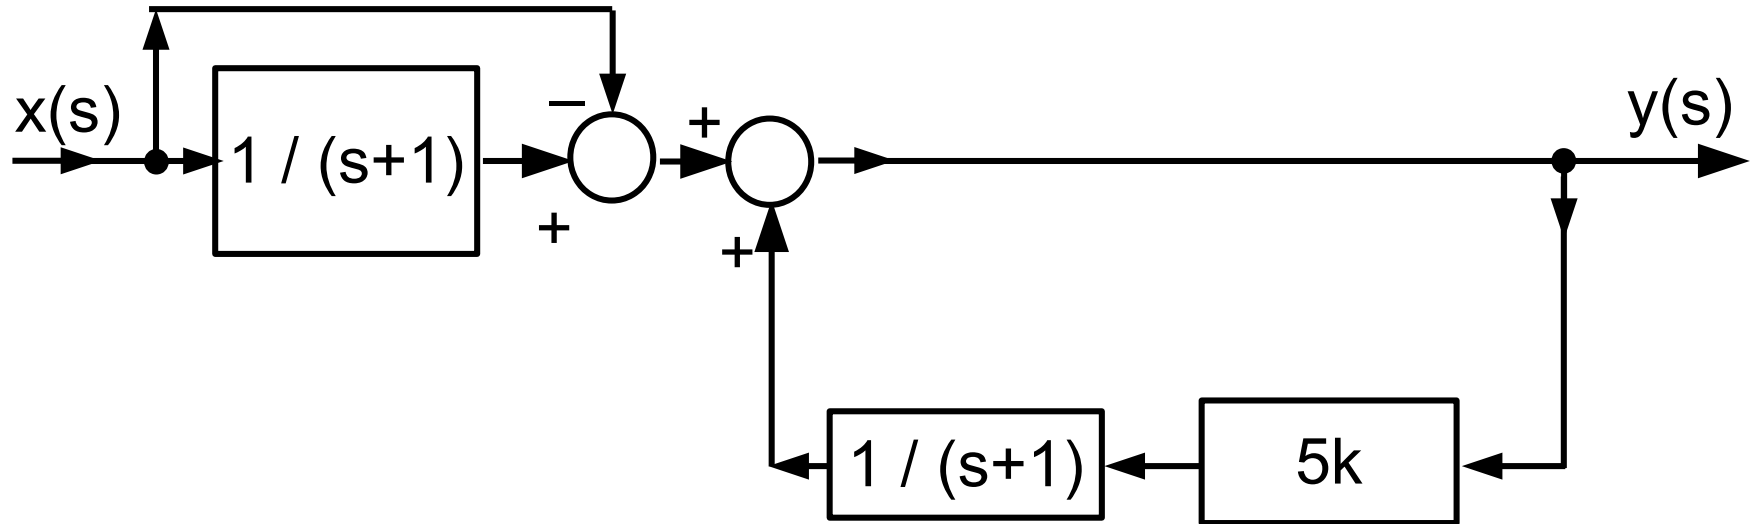 x(s)
1 / (s+1)
−
+
+
+
y(s)
1 / (s+1)
5k